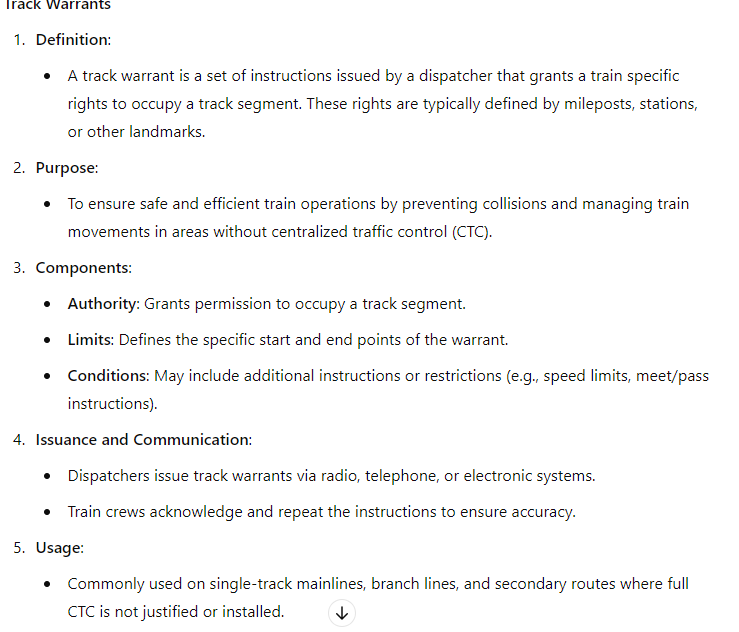 Track Warrants
1. Definition:
• A track warrant is a set of instructions issued by a dispatcher that grants a train specific
rights to occupy a track segment. These rights are typically defined by mileposts, stations,
or other landmarks.
2. Purpose:
• To ensure safe and efficient train operations by preventing collisions and managing train
movements in areas without centralized traffic control (CTC).
3. Components:
• Authority: Grants permission to occupy a track segment.
• Limits: Defines the specific start and end points of the warrant.
• Conditions: May include additional instructions or restrictions (e.g., speed limits, meet/pass
instructions).
4. Issuance and Communication:
• Dispatchers issue track warrants via radio, telephone, or electronic systems.
• Train crews acknowledge and repeat the instructions to ensure accuracy.
5. Usage:
• Commonly used on single-track mainlines, branch lines, and secondary routes where full
CTC is not justified or installed.